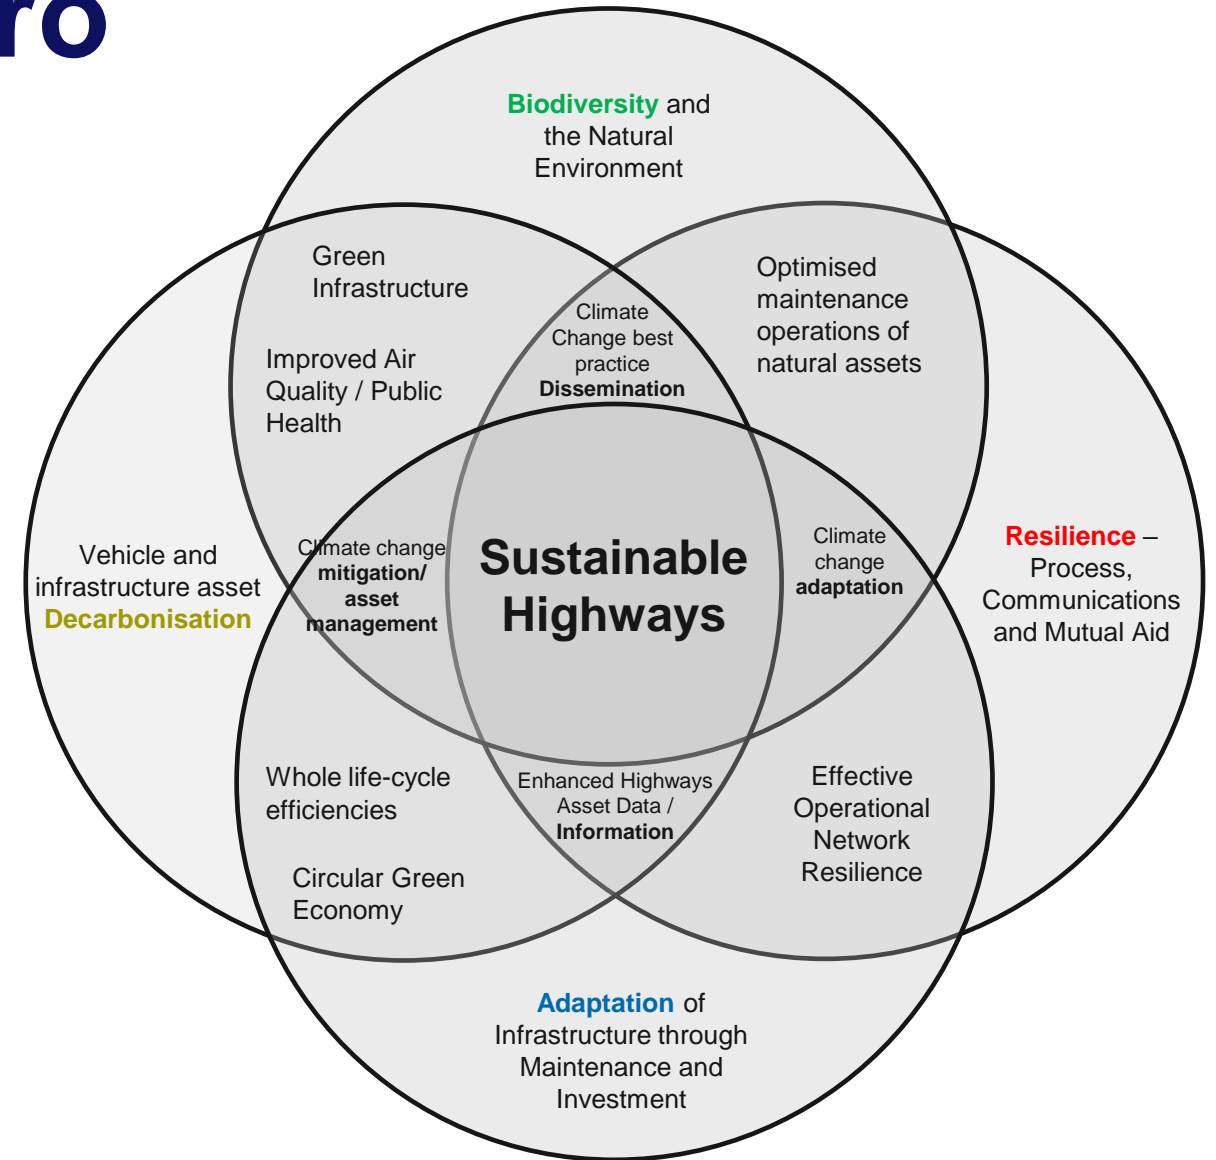 ro
Biodiversity and
the Natural
Environment
Green
Infrastructure
Improved Air
Quality / Public
Health
Climate
Change best
practice
Dissemination
Optimised
maintenance
operations of
natural assets
Vehicle and
infrastructure asset
Decarbonisation
Climate change
mitigation/
asset
management
Sustainable
Highways
Climate
change
adaptation
Resilience –
Process,
Communications
and Mutual Aid
Whole life-cycle
efficiencies
Circular Green
Economy
Enhanced Highways
Asset Data /
Information
Effective
Operational
Network
Resilience
Adaptation of
Infrastructure through
Maintenance and
Investment